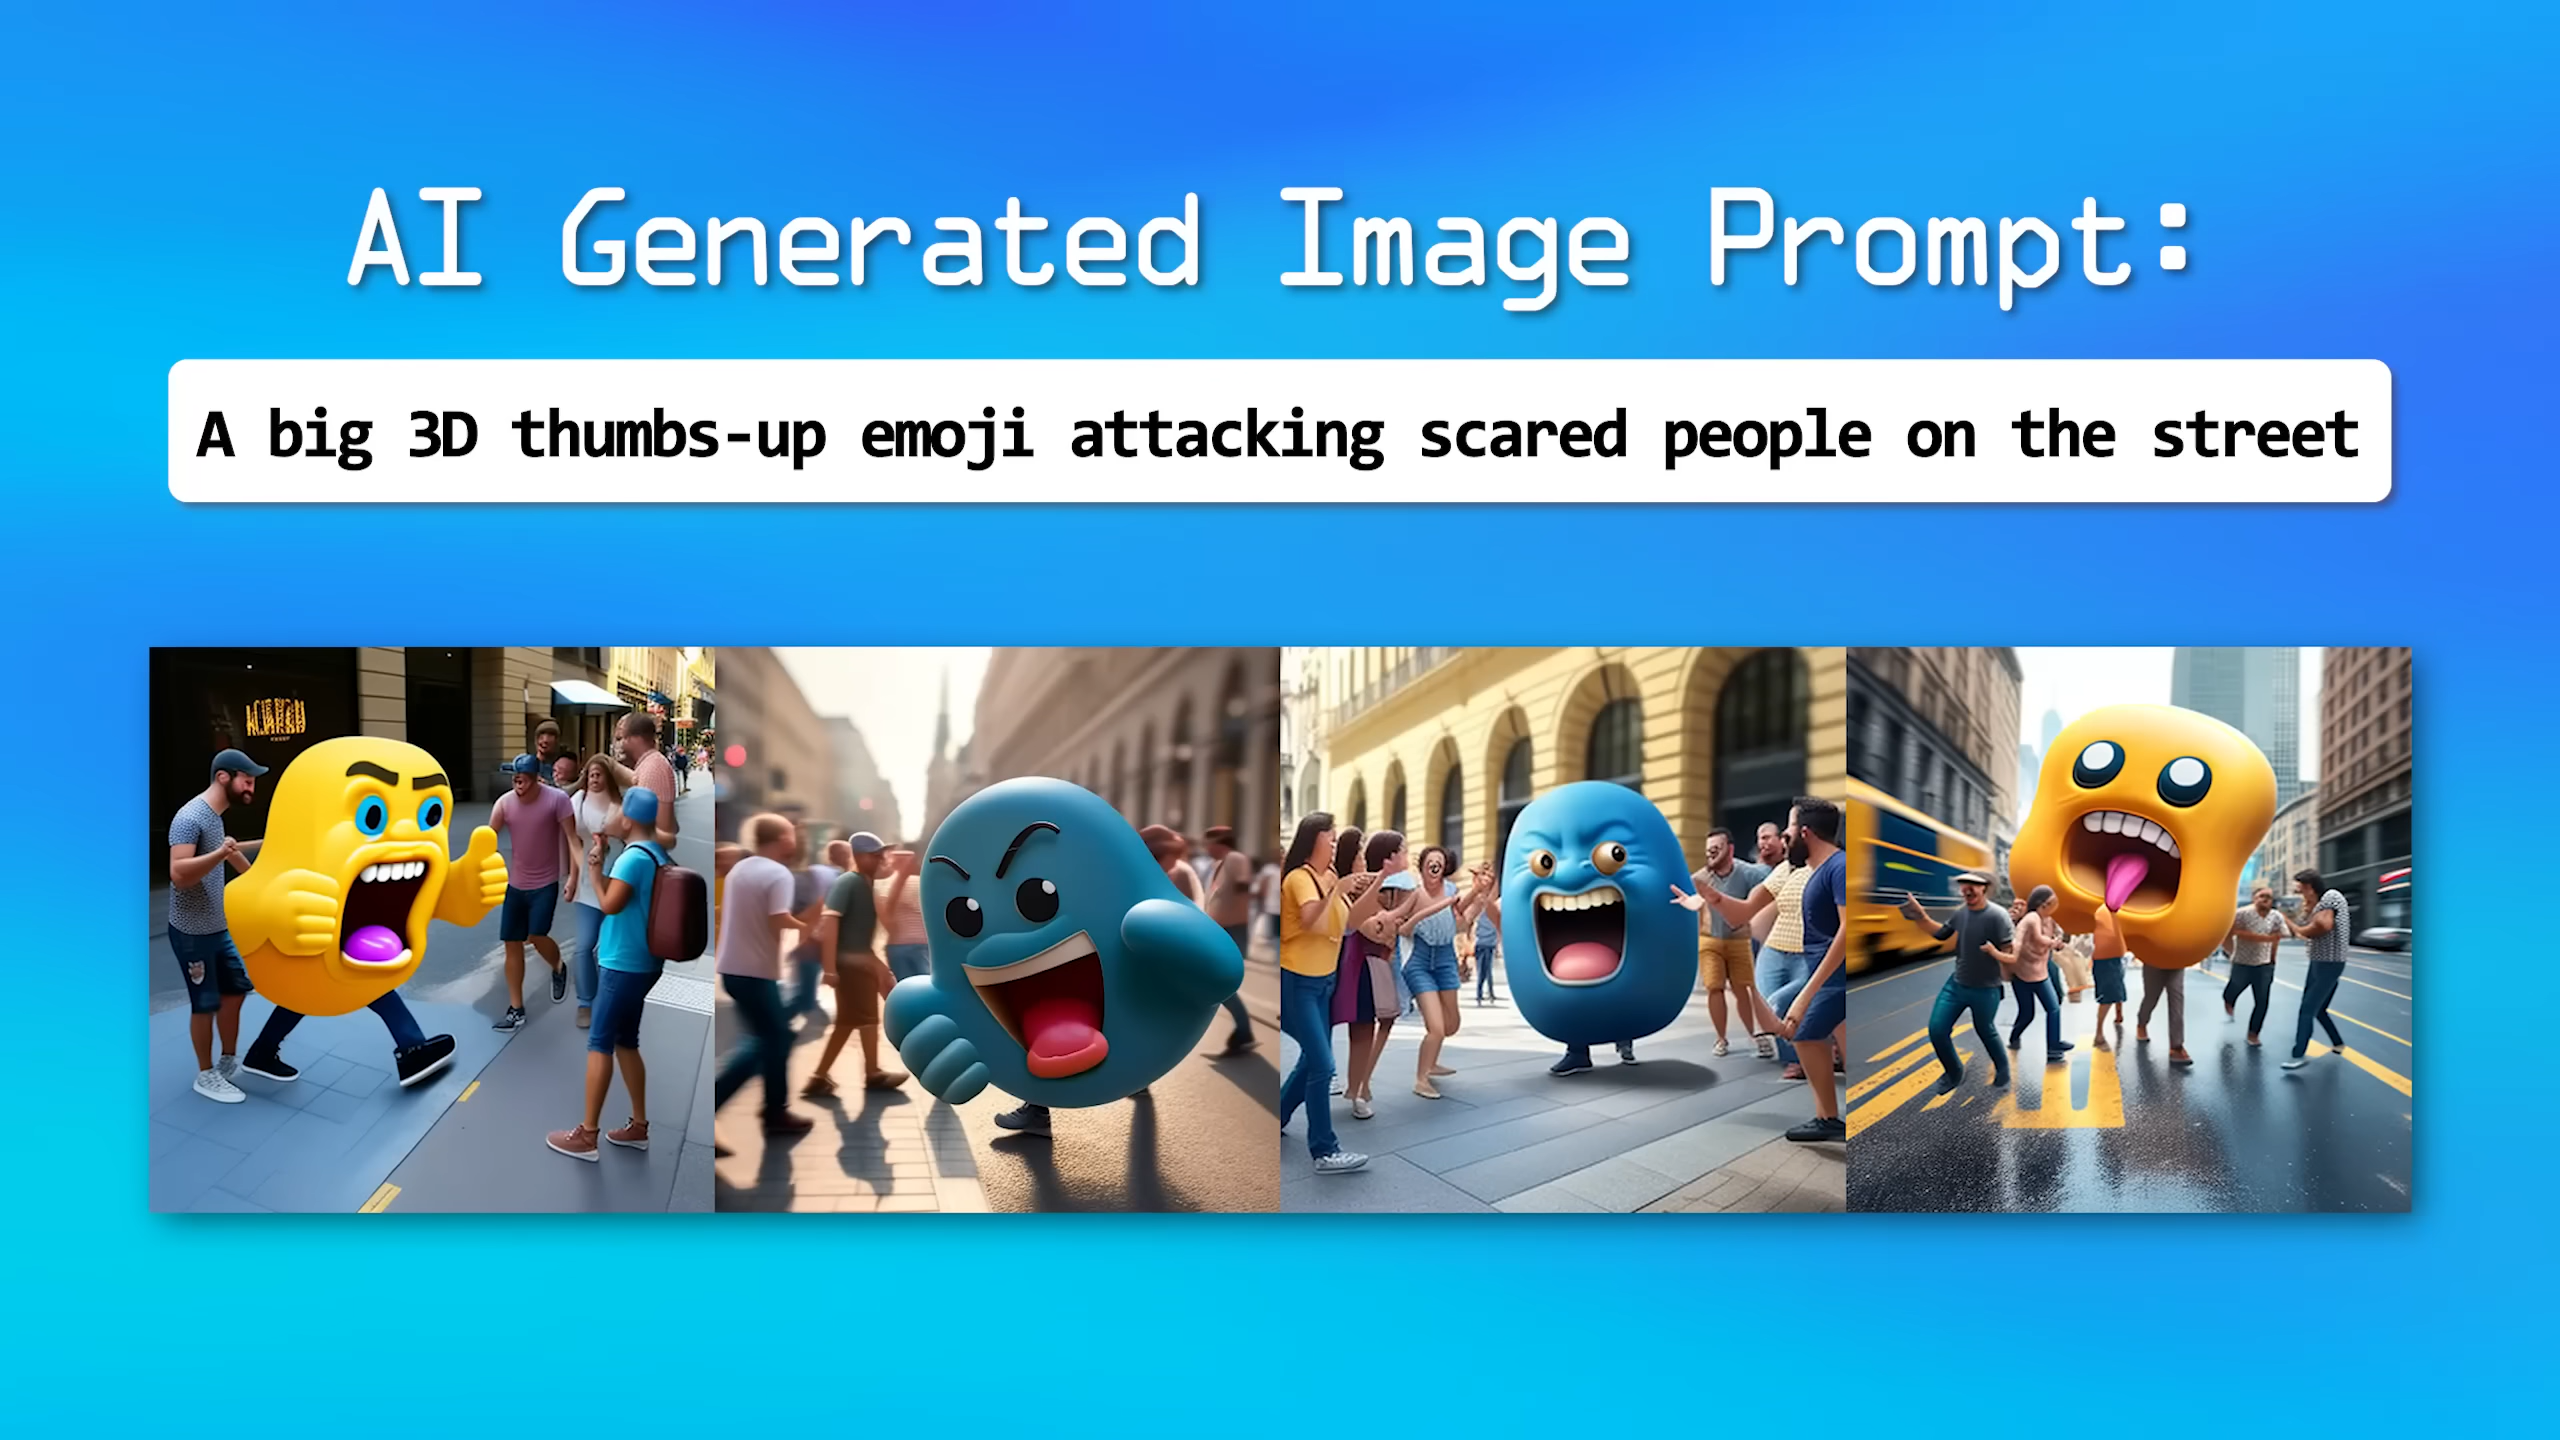 AI Generated Image Prompt:
A big 3D thumbs-up emoji attacking scared people on the street